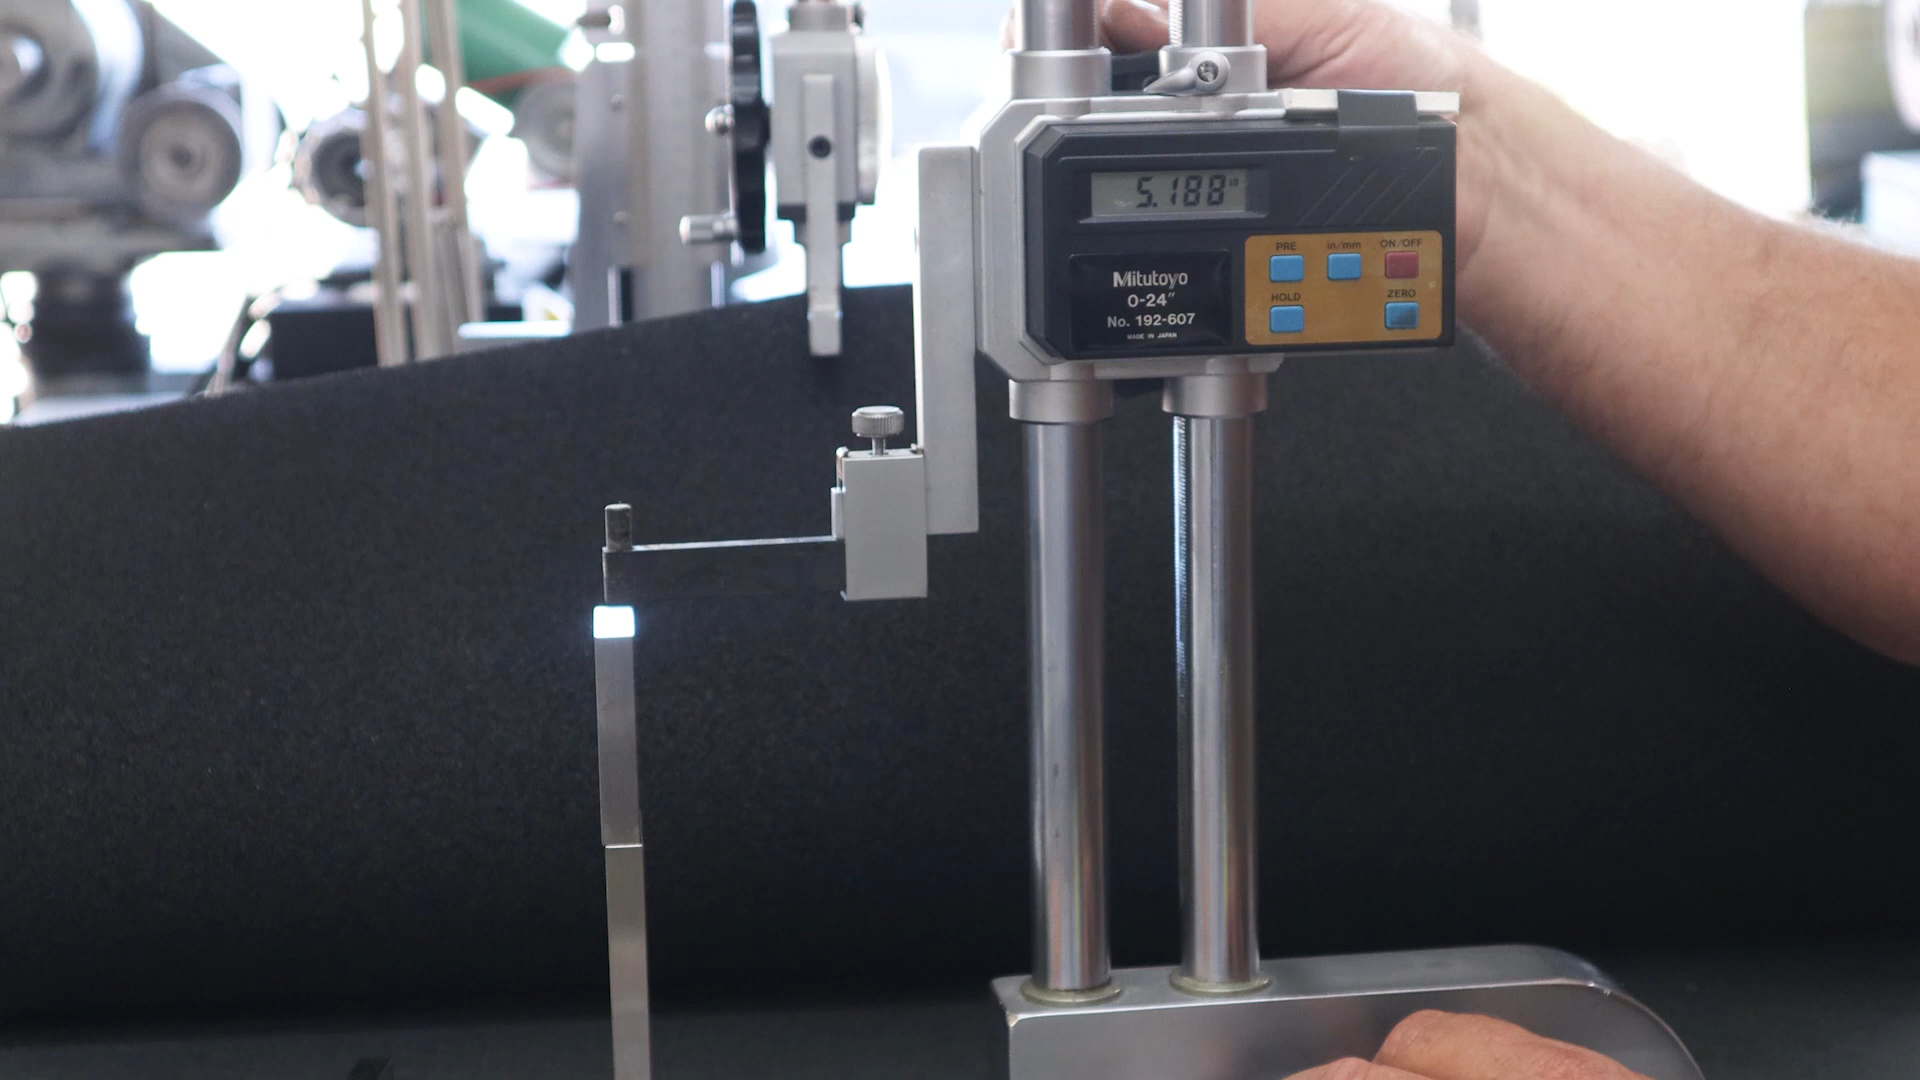 5.188 in
PRE in/mm ON/OFF
HOLD ZERO
Mitutoyo
0-24"
No. 192-607
MADE IN JAPAN